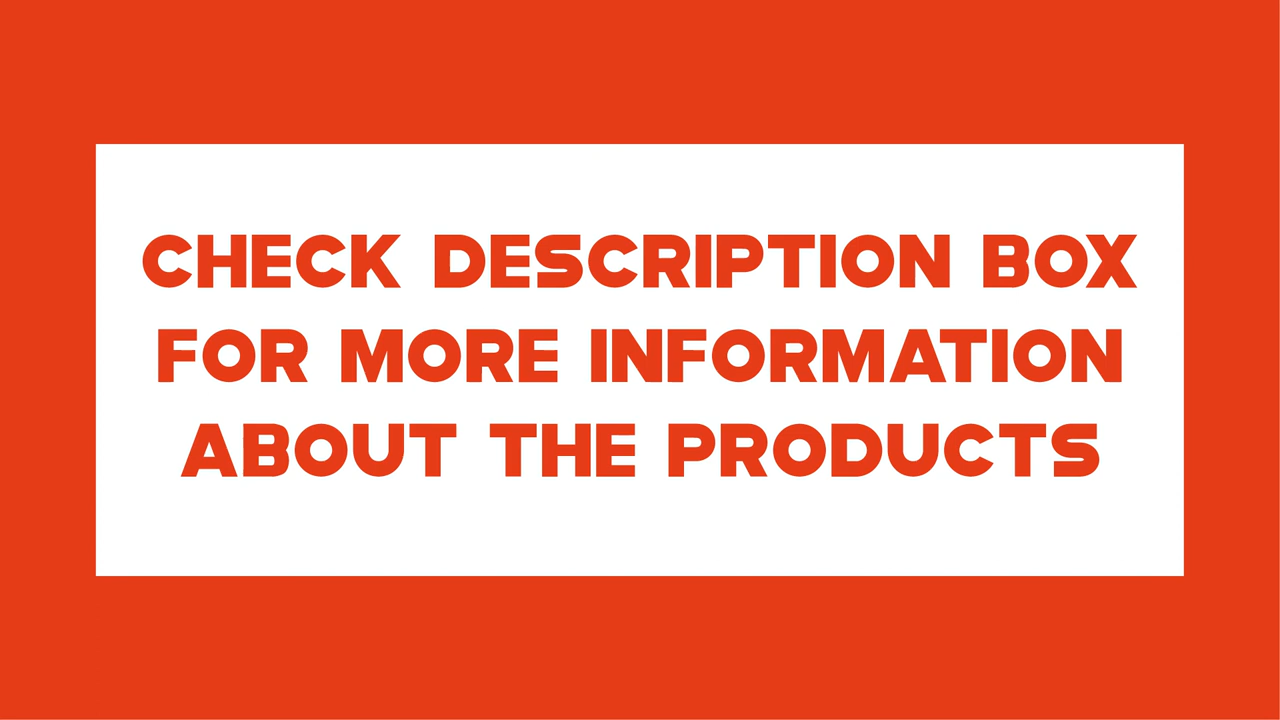 CHECK DESCRIPTION BOX
FOR MORE INFORMATION
ABOUT THE PRODUCTS